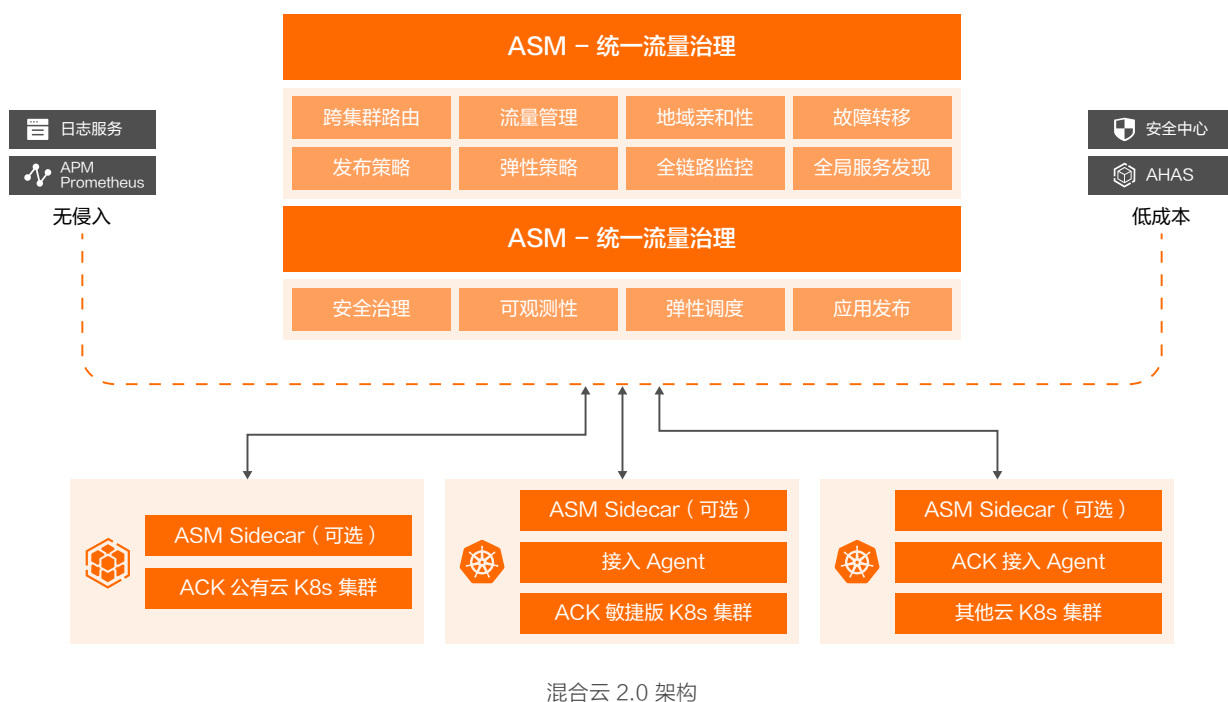 ASM – 统一流量治理
跨集群路由
流量管理
地域亲和性
故障转移
发布策略
弹性策略
全链路监控
全局服务发现
日志服务
APM
Prometheus
无侵入
安全中心
AHAS
低成本
ASM – 统一流量治理
安全治理
可观测性
弹性调度
应用发布
ASM Sidecar（可选）
ACK 公有云 K8s 集群
ASM Sidecar（可选）
接入 Agent
ACK 敏捷版 K8s 集群
ASM Sidecar（可选）
ACK 接入 Agent
其他云 K8s 集群
混合云 2.0 架构